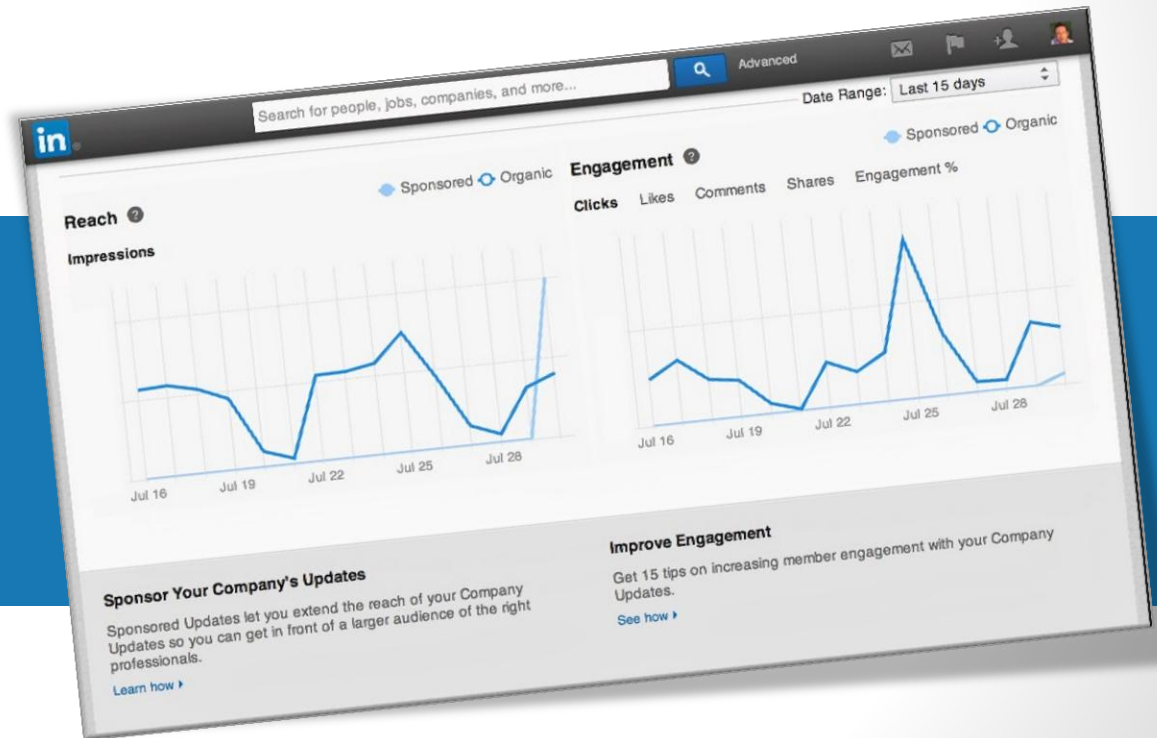 in
Search for people, jobs, companies, and more...
Advanced
Date Range: Last 15 days
Reach ?
Sponsored Organic
Impressions
Jul 16 Jul 19 Jul 22 Jul 25 Jul 28
Engagement ?
Sponsored Organic
Clicks Likes Comments Shares Engagement %
Jul 16 Jul 19 Jul 22 Jul 25 Jul 28
Sponsor Your Company's Updates
Sponsored Updates let you extend the reach of your Company
Updates so you can get in front of a larger audience of the right
professionals.
Learn how
Improve Engagement
Get 15 tips on increasing member engagement with your Company
Updates.
See how